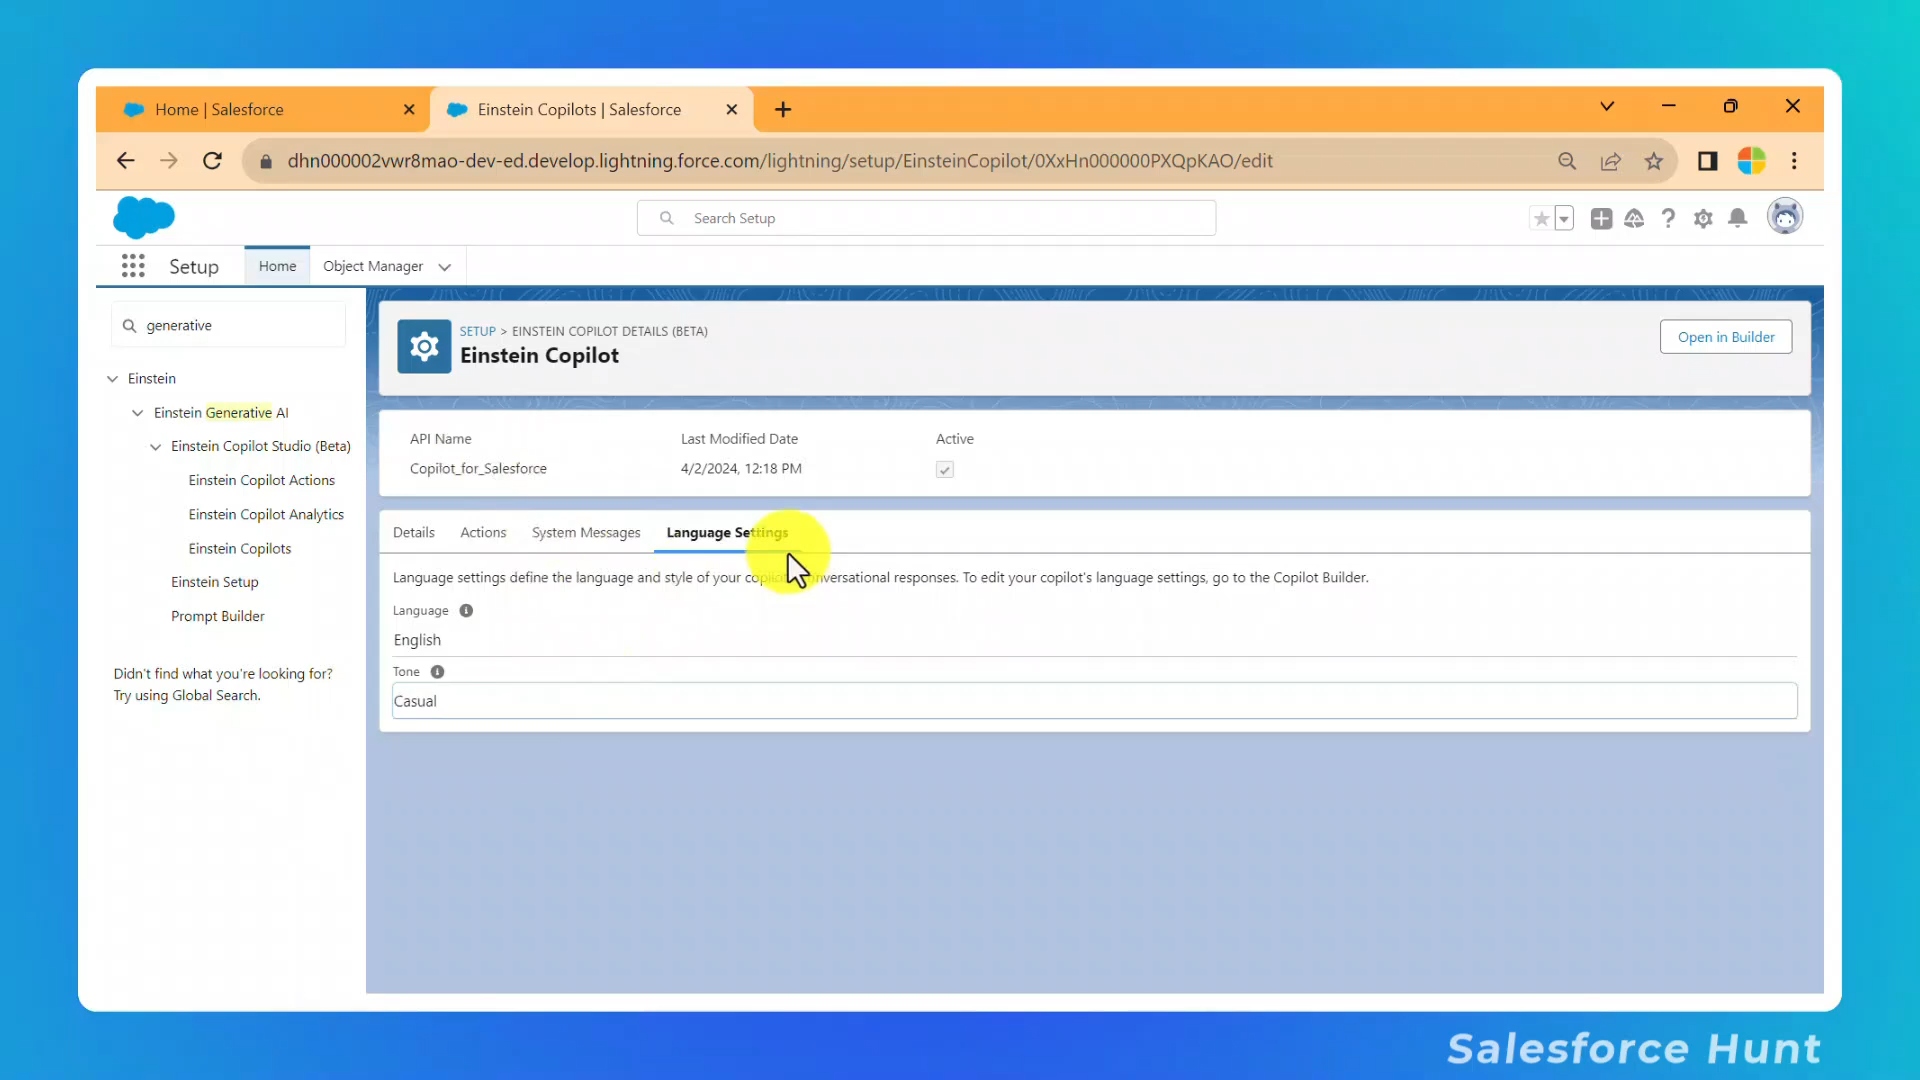 Home | Salesforce
Einstein Copilots | Salesforce
dhn000002vwr8mao-dev-ed.develop.lightning.force.com/lightning/setup/EinsteinCopilot/0XxHn000000PXQpKAO/edit
Search Setup
Setup
Home
Object Manager
generative
Einstein
Einstein Generative AI
Einstein Copilot Studio (Beta)
Einstein Copilot Actions
Einstein Copilot Analytics
Einstein Copilots
Einstein Setup
Prompt Builder
Didn't find what you're looking for?
Try using Global Search.
SETUP > EINSTEIN COPILOT DETAILS (BETA)
Einstein Copilot
Open in Builder
API Name
Last Modified Date
Active
Copilot_for_Salesforce
4/2/2024, 12:18 PM
Details
Actions
System Messages
Language Settings
Language settings define the language and style of your conversational responses. To edit your copilot's language settings, go to the Copilot Builder.
Language
English
Tone
Casual
Salesforce Hunt